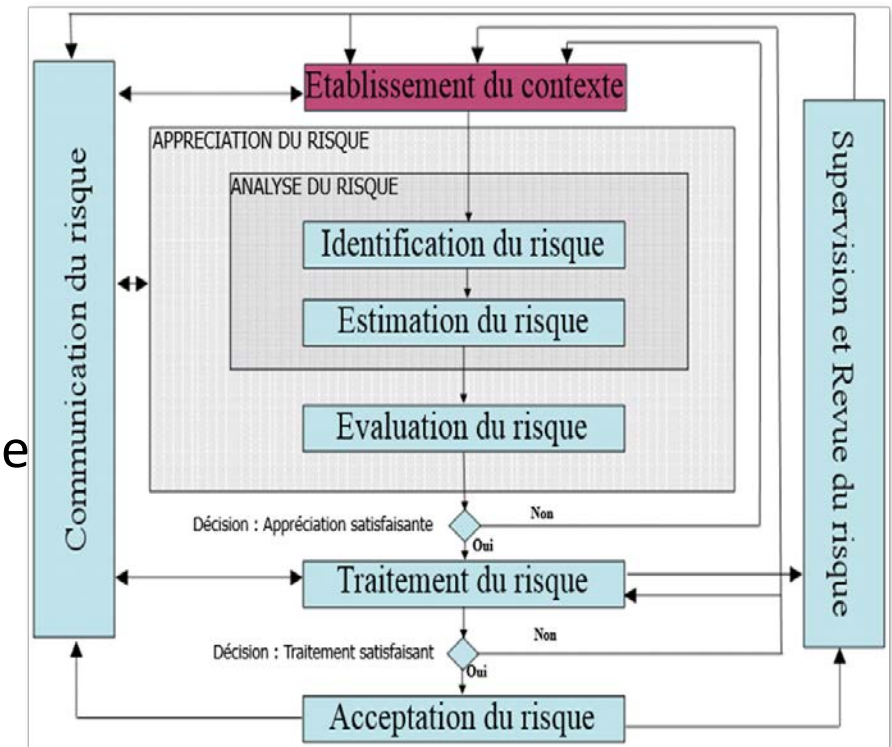 Etablissement du contexte
APPRECIATION DU RISQUE
ANALYSE DU RISQUE
Identification du risque
Estimation du risque
Evaluation du risque
Décision : Appréciation satisfaisante
Non
Oui
Traitement du risque
Décision : Traitement satisfaisant
Non
Oui
Acceptation du risque
Communication du risque
Supervision et Revue du risque
e